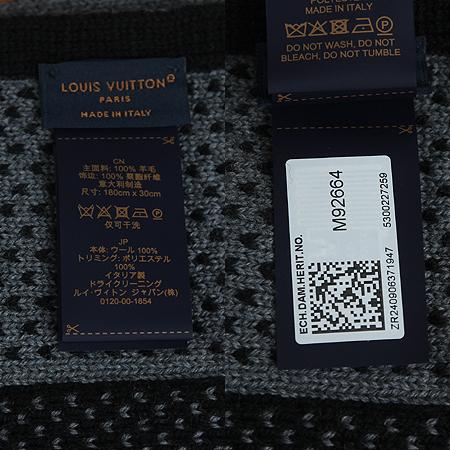 LOUIS VUITTON
PARIS
MADE IN ITALY
CN
主面料: 100% 羊毛
饰边: 100% 聚酯纤维
意大利制造
尺寸: 180cm x 30cm
仅可干洗
JP
本体: ウール 100%
トリミング: ポリエステル
100%
イタリア製
ドライクリーニング
ルイ・ヴィトン ジャパン(株)
0120-00-1854
MADE IN ITALY
DO NOT WASH, DO NOT
BLEACH, DO NOT TUMBLE
ECH.DAM.HERIT.NO.
M92664
5300227259
ZR240906371947